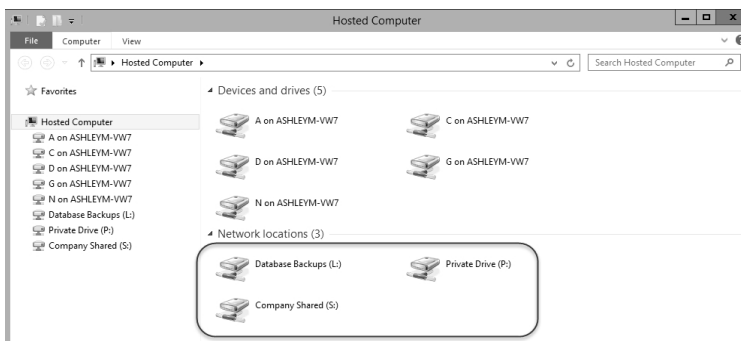 Hosted Computer
File Computer View
Hosted Computer
Search Hosted Computer
Favorites
Hosted Computer
A on ASHLEYM-VW7
C on ASHLEYM-VW7
D on ASHLEYM-VW7
G on ASHLEYM-VW7
N on ASHLEYM-VW7
Database Backups (L:)
Private Drive (P:)
Company Shared (S:)
Devices and drives (5)
A on ASHLEYM-VW7 C on ASHLEYM-VW7
D on ASHLEYM-VW7 G on ASHLEYM-VW7
N on ASHLEYM-VW7
Network locations (3)
Database Backups (L:) Private Drive (P:)
Company Shared (S:)